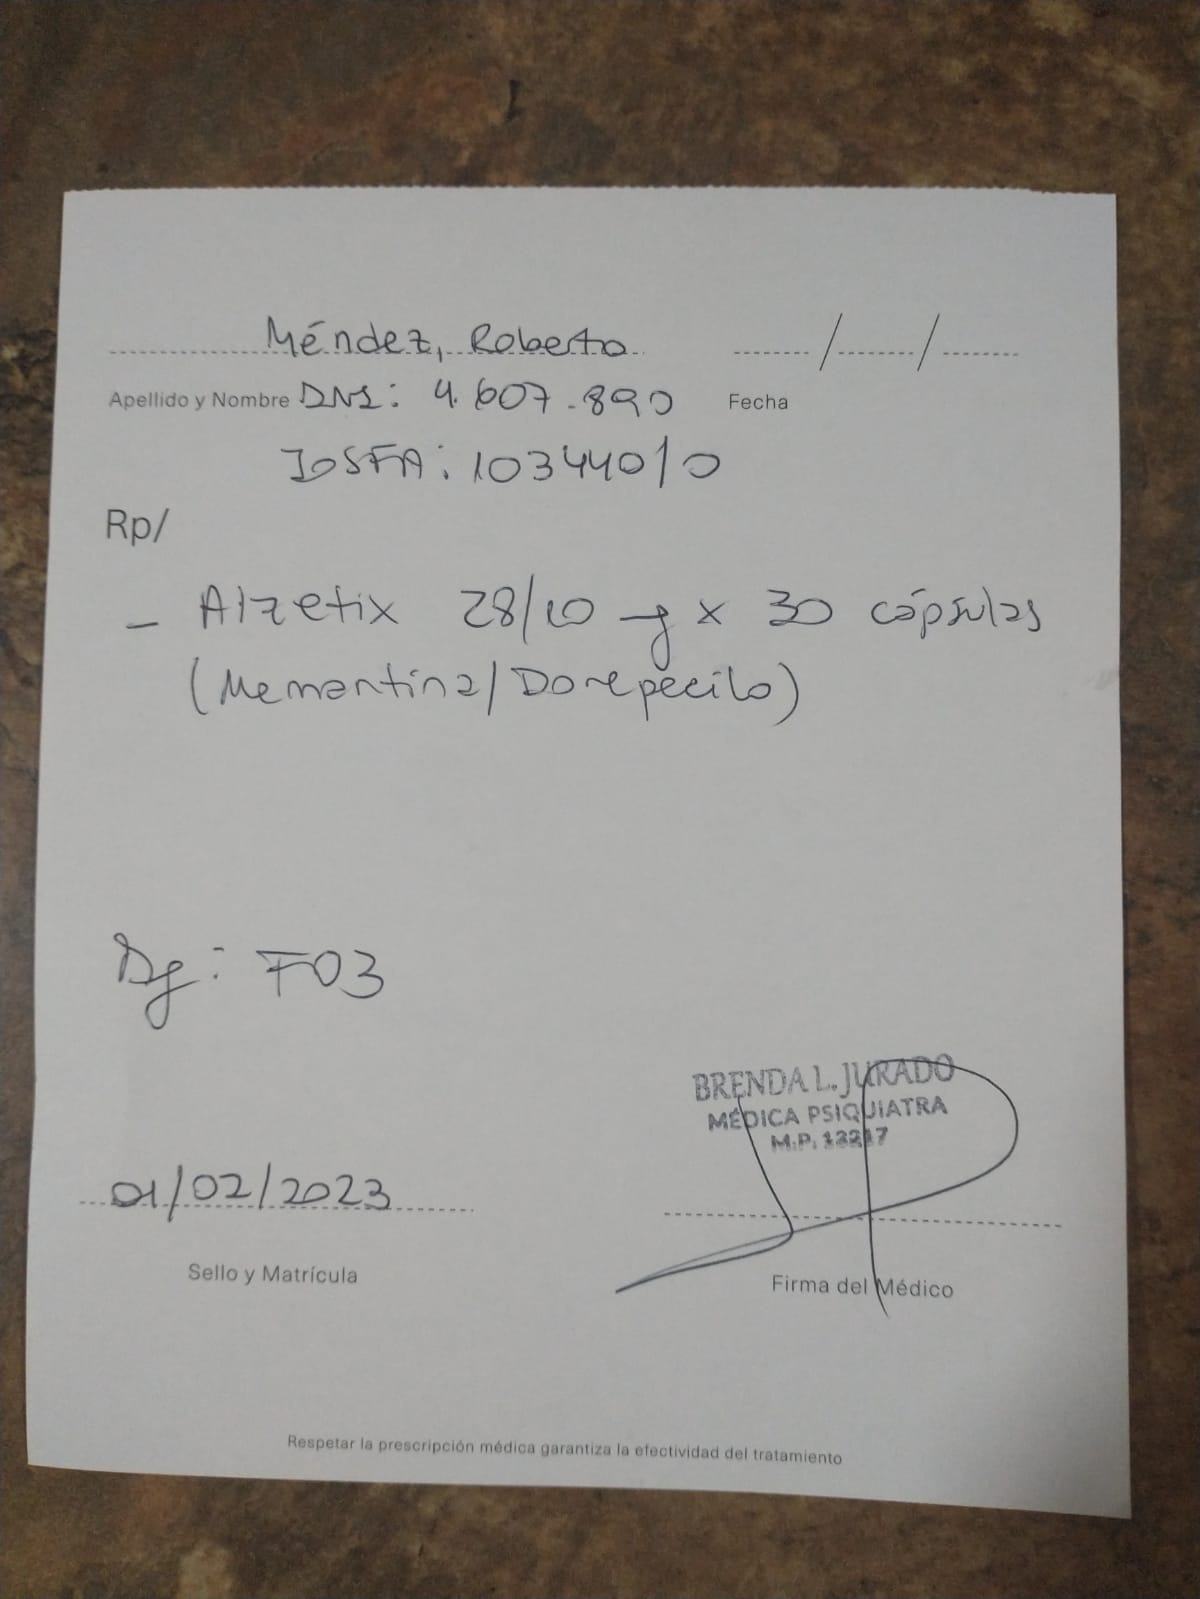 Méndez, Roberto / /
Apellido y Nombre DNI: 4.607.890 Fecha
IOSFA: 103440/0
Rp/
- Alzetix 28/10 mg x 30 cápsulas
(Memantina/Donepecilo)
Dg: F03
BRENDA L. JURADO
MÉDICA PSIQUIATRA
M.P. 13217
01/02/2023
Sello y Matrícula
Firma del Médico
Respetar la prescripción médica garantiza la efectividad del tratamiento